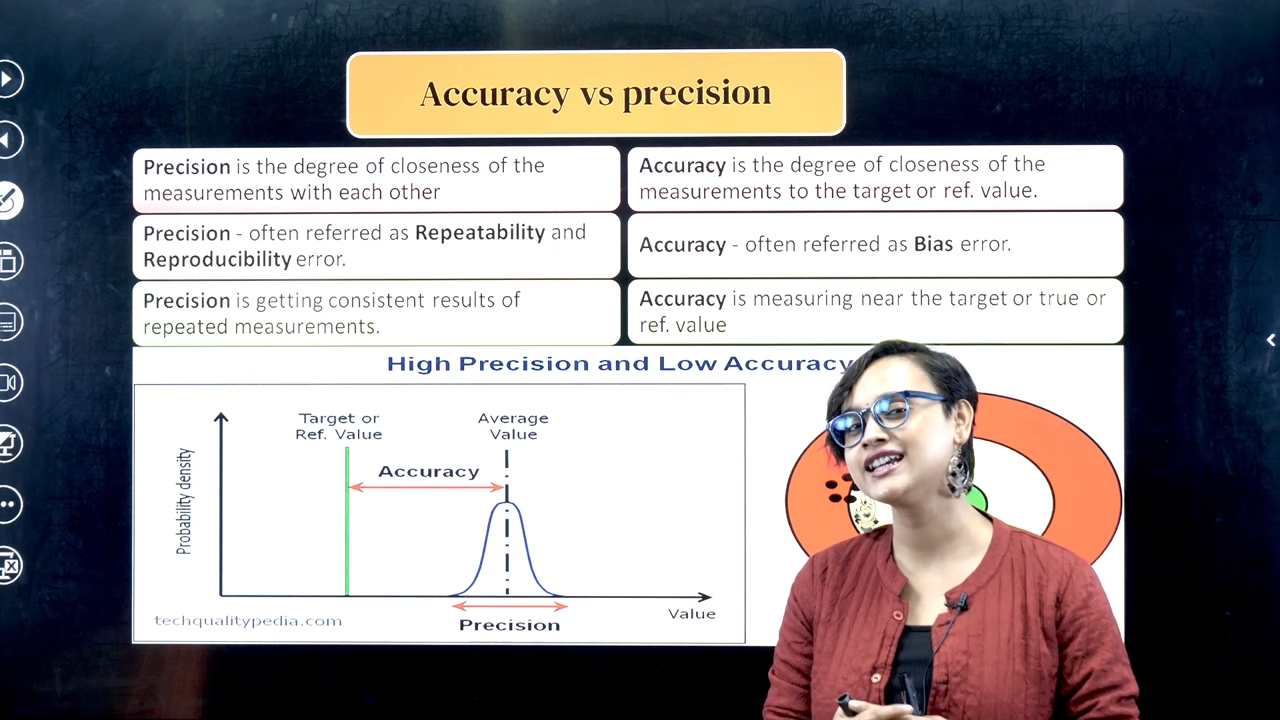 Accuracy vs precision
Precision is the degree of closeness of the
measurements with each other
Accuracy is the degree of closeness of the
measurements to the target or ref. value.
Precision - often referred as Repeatability and
Reproducibility error.
Accuracy - often referred as Bias error.
Precision is getting consistent results of
repeated measurements.
Accuracy is measuring near the target or true or
ref. value
High Precision and Low Accuracy
Target or
Ref. Value
Average
Value
Accuracy
Probability density
Value
Precision
techqualitypedia.com